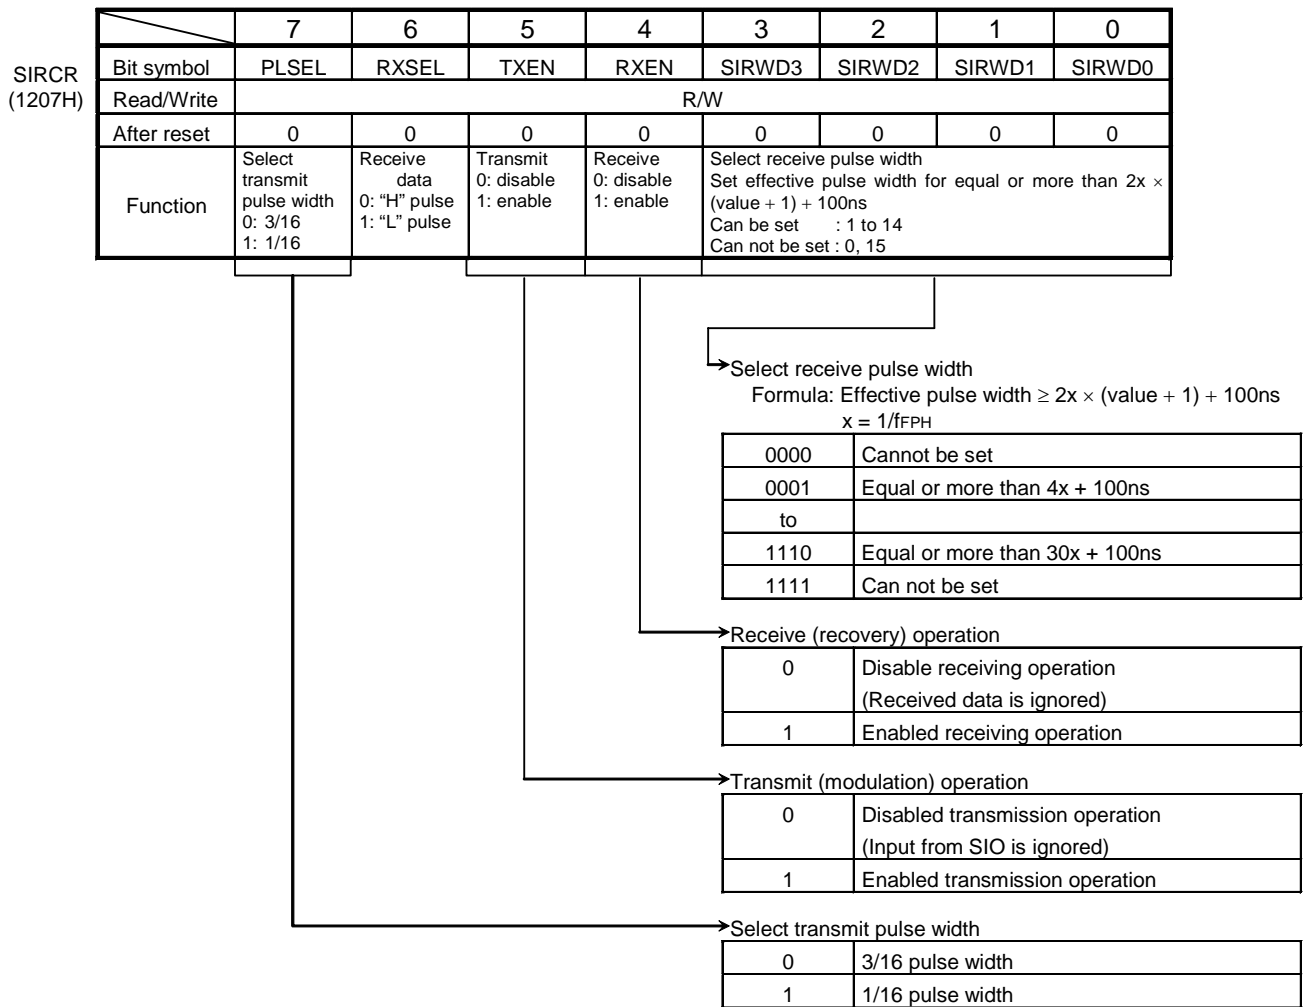 7 6 5 4 3 2 1 0
SIRCR
(1207H)
Bit symbol PLSEL RXSEL TXEN RXEN SIRWD3 SIRWD2 SIRWD1 SIRWD0
Read/Write R/W
After reset 0 0 0 0 0 0 0 0
Function
Select
transmit
pulse width
0: 3/16
1: 1/16
Receive
data
0: “H” pulse
1: “L” pulse
Transmit
0: disable
1: enable
Receive
0: disable
1: enable
Select receive pulse width
Set effective pulse width for equal or more than 2x ×
(value + 1) + 100ns
Can be set : 1 to 14
Can not be set : 0, 15
Select receive pulse width
Formula: Effective pulse width ≥ 2x × (value + 1) + 100ns
x = 1/fFPH
0000 Cannot be set
0001 Equal or more than 4x + 100ns
to
1110 Equal or more than 30x + 100ns
1111 Can not be set
Receive (recovery) operation
0 Disable receiving operation
(Received data is ignored)
1 Enabled receiving operation
Transmit (modulation) operation
0 Disabled transmission operation
(Input from SIO is ignored)
1 Enabled transmission operation
Select transmit pulse width
0 3/16 pulse width
1 1/16 pulse width